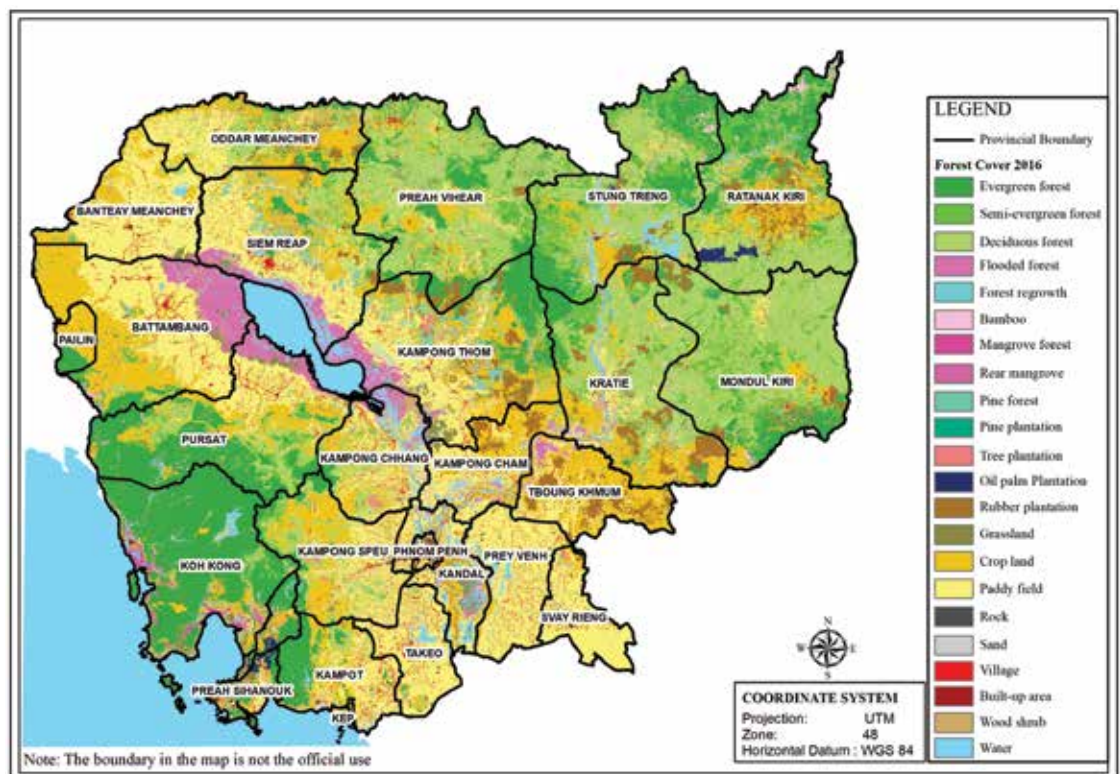 ODDAR MEANCHEY
PREAH VIHEAR
STUNG TRENG
RATANAK KIRI
BANTEAY MEANCHEY
SIEM REAP
BATTAMBANG
PAILIN
KAMPONG THOM
KRATIE
MONDUL KIRI
PURSAT
KAMPONG CHHANG
KAMPONG CHAM
TBOUNG KHMUM
KOH KONG
KAMPONG SPEU
PHNOM PENH
PREY VENH
KANDAL
SVAY RIENG
TAKEO
KAMPOT
PREAH SIHANOUK
KEP
LEGEND
Provincial Boundary
Forest Cover 2016
Evergreen forest
Semi-evergreen forest
Deciduous forest
Flooded forest
Forest regrowth
Bamboo
Mangrove forest
Rear mangrove
Pine forest
Pine plantation
Tree plantation
Oil palm Plantation
Rubber plantation
Grassland
Crop land
Paddy field
Rock
Sand
Village
Built-up area
Wood shrub
Water
N
W E
S
COORDINATE SYSTEM
Projection: UTM
Zone: 48
Horizontal Datum : WGS 84
Note: The boundary in the map is not the official use